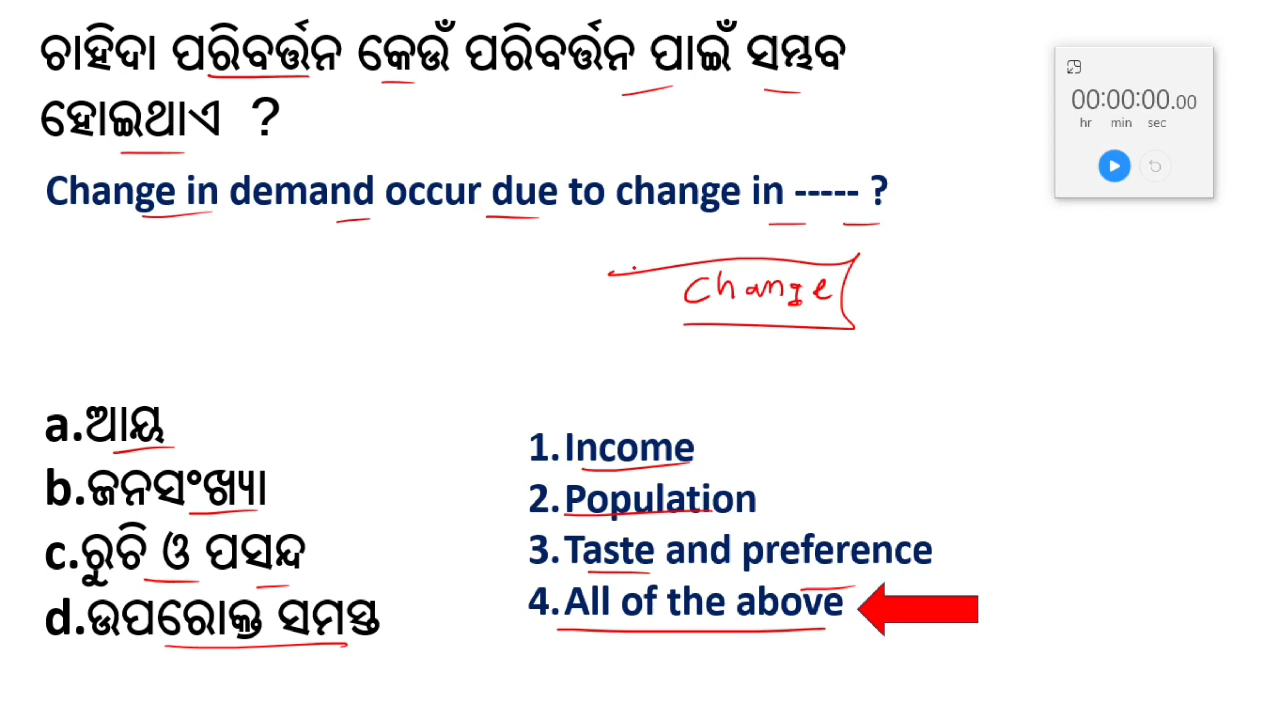 ଚାହିଦା ପରିବର୍ତ୍ତନ କେଉଁ ପରିବର୍ତ୍ତନ ପାଇଁ ସମ୍ଭବ
ହୋଇଥାଏ ?
00:00:00.00
hr min sec
Change in demand occur due to change in ----- ?
Change
a.ଆୟ
b.ଜନସଂଖ୍ୟା
c.ରୁଚି ଓ ପସନ୍ଦ
d.ଉପରୋକ୍ତ ସମସ୍ତ
1.Income
2.Population
3.Taste and preference
4.All of the above